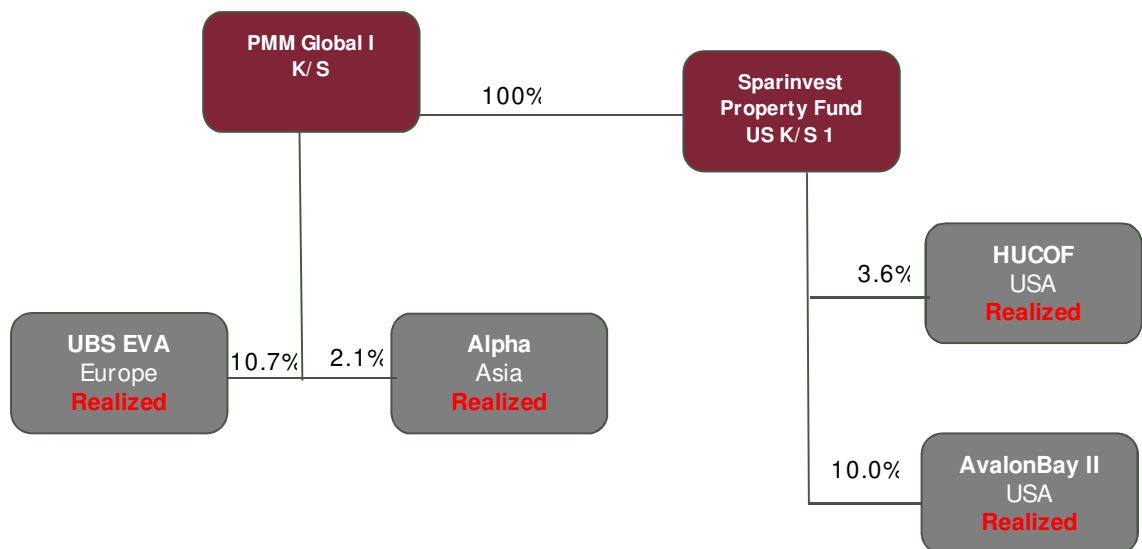 PMM Global I
K/S
100%
Sparinvest
Property Fund
US K/S 1
3.6%
HUCOF
USA
Realized
UBS EVA
Europe
Realized
10.7%
2.1%
Alpha
Asia
Realized
10.0%
AvalonBay II
USA
Realized